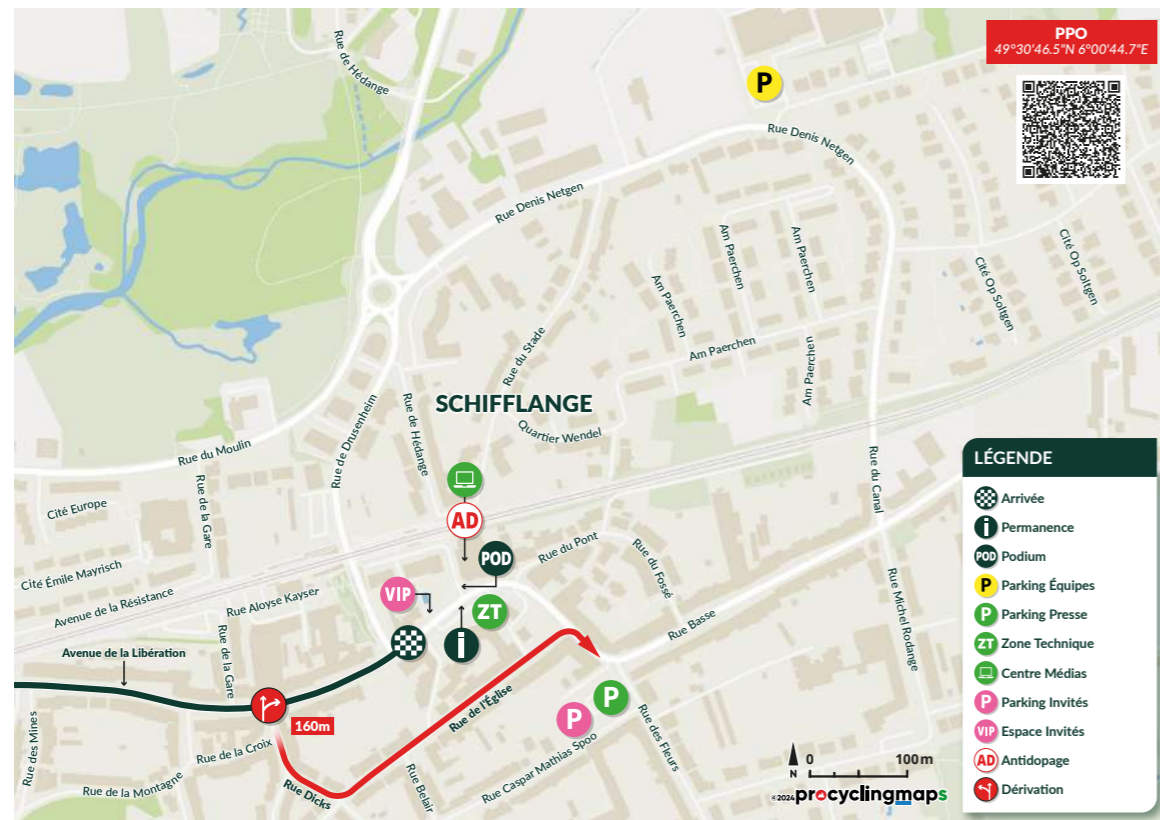 PPO
49°30'46.5"N 6°00'44.7"E
Rue de Hédange
P
Rue Denis Netgen
Rue Denis Netgen
Am Paerchen
Am Paerchen
Cité Op Soltgen
Cité Op Soltgen
Am Paerchen
Rue du Stade
Am Paerchen
Am Paerchen
SCHIFFLANGE
Rue de Drusenheim
Rue de Hédange
Quartier Wendel
Rue du Moulin
Rue de la Gare
Rue du Canal
Cité Europe
AD
POD
Rue du Pont
Rue du Fossé
Cité Émile Mayrisch
Avenue de la Résistance
Rue Aloyse Kayser
VIP
ZT
i
Rue Basse
Rue Michel Rodange
Avenue de la Libération
Rue de la Gare
160m
Rue de l'Église
P
P
Rue des Fleurs
Rue des Mines
Rue de la Croix
Rue de la Montagne
Rue Dicks
Rue Belair
Rue Caspar Mathias Spoo
N
0 100m
©2024 procyclingmaps
LÉGENDE
Arrivée
i Permanence
POD Podium
P Parking Équipes
P Parking Presse
ZT Zone Technique
Centre Médias
P Parking Invités
VIP Espace Invités
AD Antidopage
Dérivation